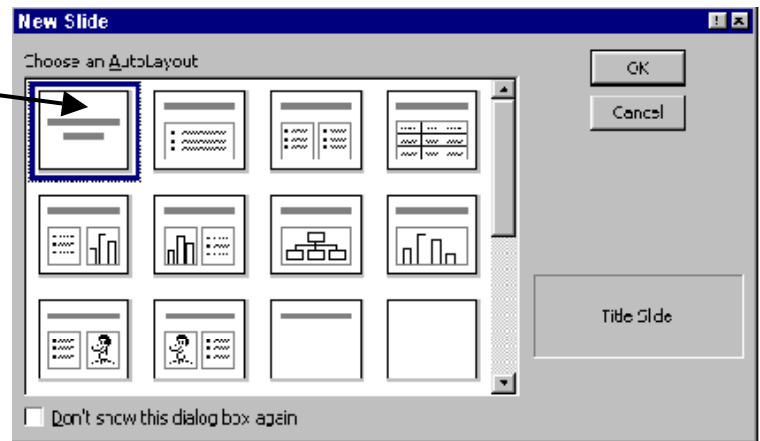 New Slide
Choose an AutoLayout
OK
Cancel
Title Slide
Don't show this dialog box again